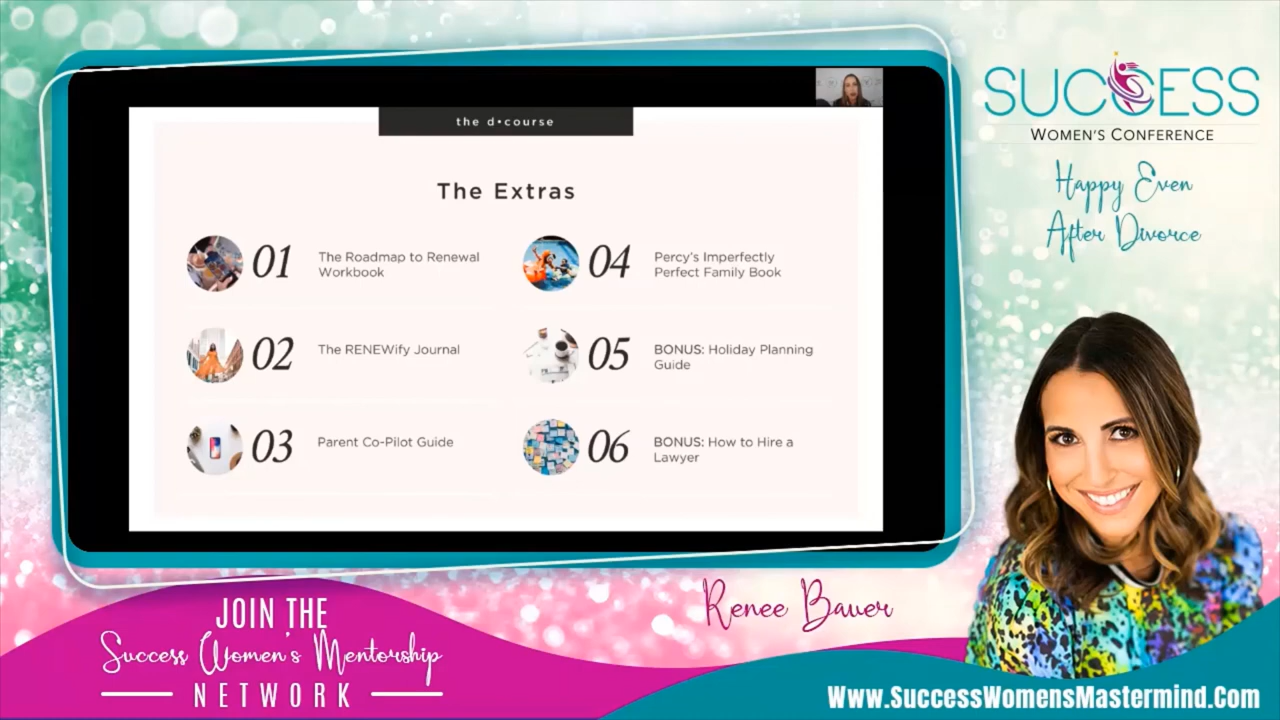 the d•course
The Extras
01
The Roadmap to Renewal
Workbook
02
The RENEWify Journal
03
Parent Co-Pilot Guide
04
Percy's Imperfectly
Perfect Family Book
05
BONUS: Holiday Planning
Guide
06
BONUS: How to Hire a
Lawyer
SUCCESS
WOMEN'S CONFERENCE
Happy Even
After Divorce
Renee Bauer
JOIN THE
Success Women's Mentorship
NETWORK
Www.SuccessWomensMastermind.Com